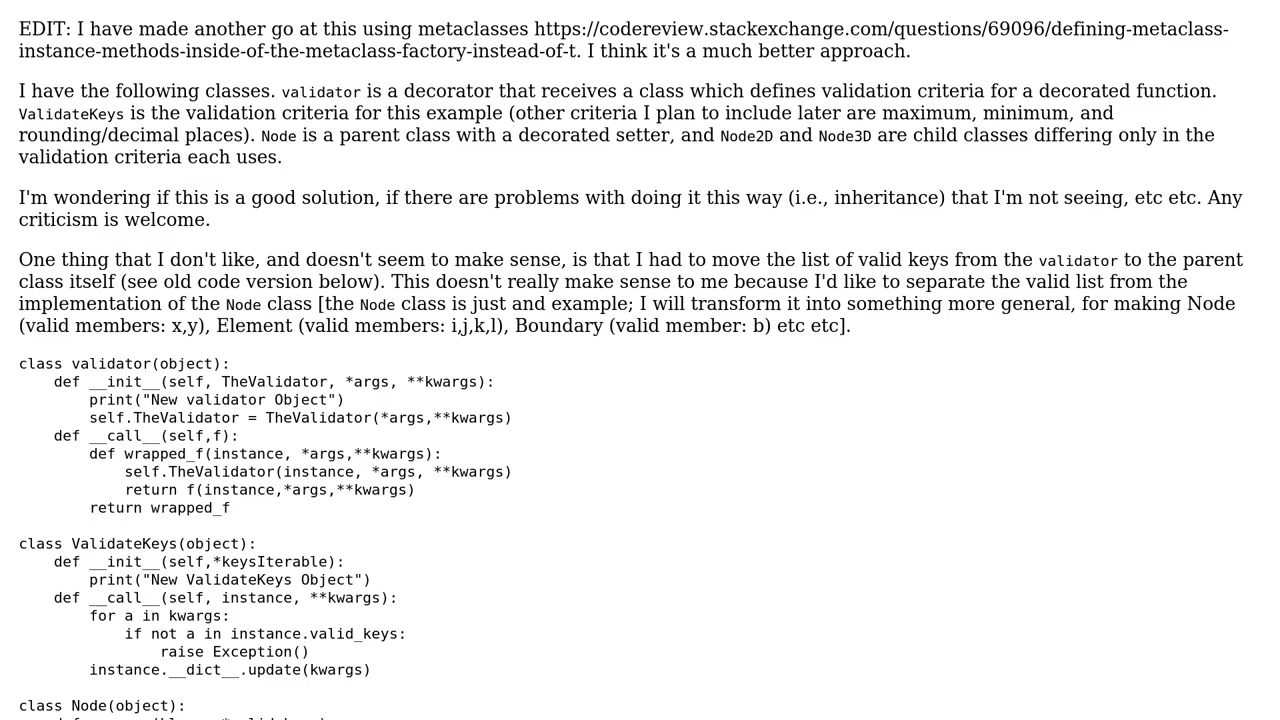 EDIT: I have made another go at this using metaclasses https://codereview.stackexchange.com/questions/69096/defining-metaclass-
instance-methods-inside-of-the-metaclass-factory-instead-of-t. I think it's a much better approach.
I have the following classes. validator is a decorator that receives a class which defines validation criteria for a decorated function.
ValidateKeys is the validation criteria for this example (other criteria I plan to include later are maximum, minimum, and
rounding/decimal places). Node is a parent class with a decorated setter, and Node2D and Node3D are child classes differing only in the
validation criteria each uses.
I'm wondering if this is a good solution, if there are problems with doing it this way (i.e., inheritance) that I'm not seeing, etc etc. Any
criticism is welcome.
One thing that I don't like, and doesn't seem to make sense, is that I had to move the list of valid keys from the validator to the parent
class itself (see old code version below). This doesn't really make sense to me because I'd like to separate the valid list from the
implementation of the Node class [the Node class is just and example; I will transform it into something more general, for making Node
(valid members: x,y), Element (valid members: i,j,k,l), Boundary (valid member: b) etc etc].
class validator(object):
    def __init__(self, TheValidator, *args, **kwargs):
        print("New validator Object")
        self.TheValidator = TheValidator(*args,**kwargs)
    def __call__(self,f):
        def wrapped_f(instance, *args,**kwargs):
            self.TheValidator(instance, *args, **kwargs)
            return f(instance,*args,**kwargs)
        return wrapped_f
class ValidateKeys(object):
    def __init__(self,*keysIterable):
        print("New ValidateKeys Object")
    def __call__(self, instance, **kwargs):
        for a in kwargs:
            if not a in instance.valid_keys:
                raise Exception()
        instance.__dict__.update(kwargs)
class Node(object):